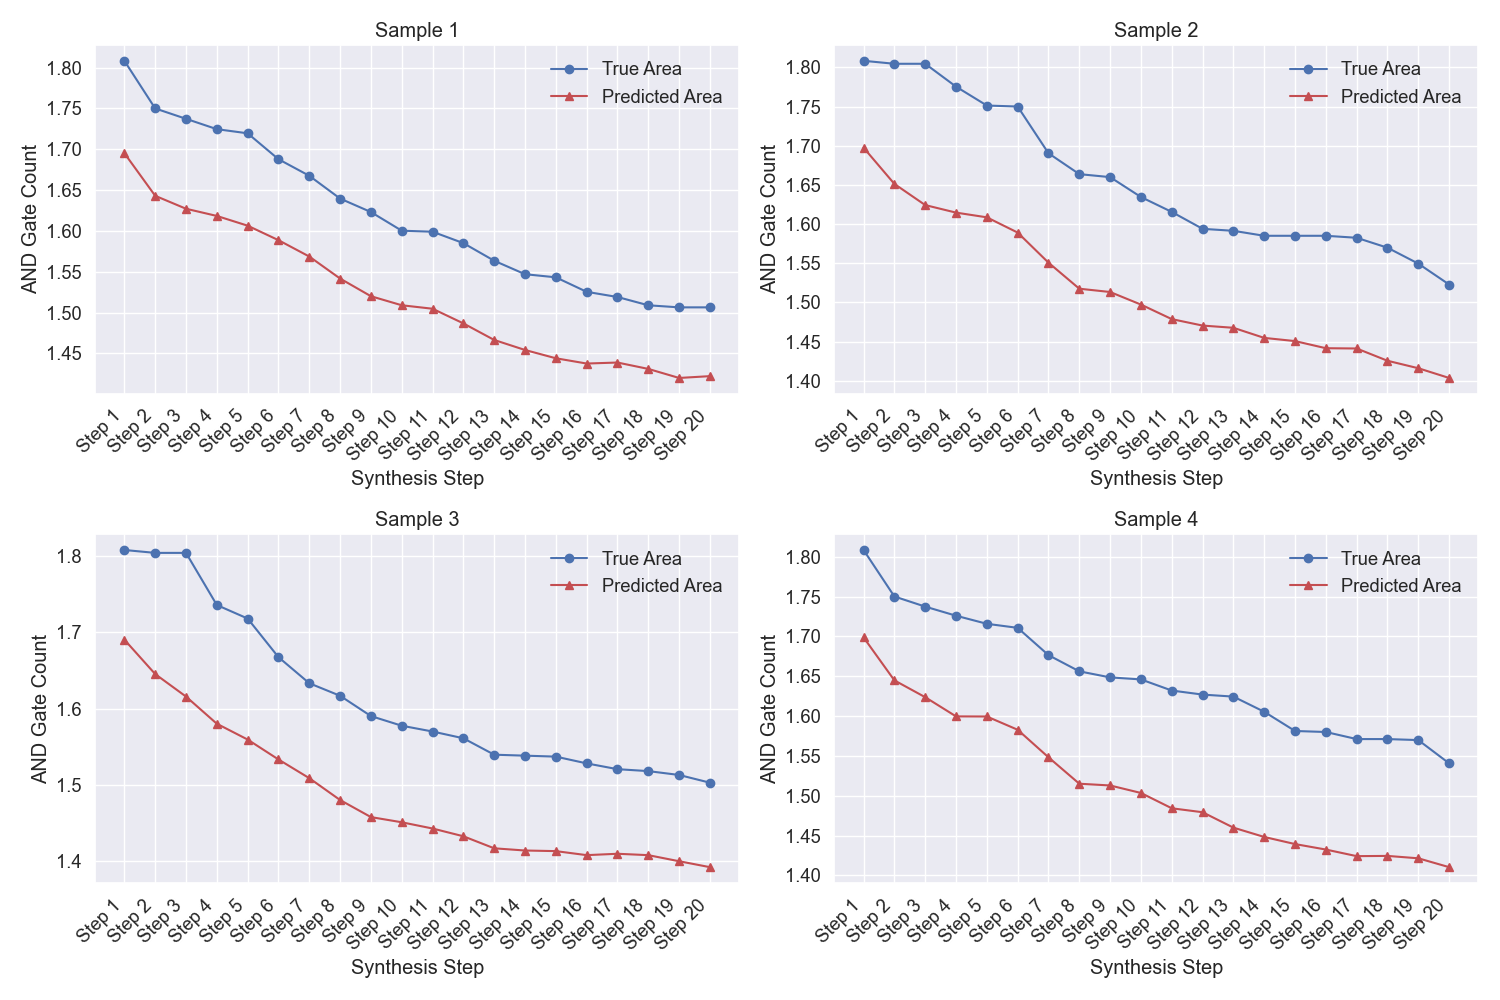 Sample 1
AND Gate Count
1.80
1.75
1.70
1.65
1.60
1.55
1.50
1.45
True Area
Predicted Area
Step 1
Step 2
Step 3
Step 4
Step 5
Step 6
Step 7
Step 8
Step 9
Step 10
Step 11
Step 12
Step 13
Step 14
Step 15
Step 16
Step 17
Step 18
Step 19
Step 20
Synthesis Step
Sample 2
AND Gate Count
1.80
1.75
1.70
1.65
1.60
1.55
1.50
1.45
1.40
True Area
Predicted Area
Step 1
Step 2
Step 3
Step 4
Step 5
Step 6
Step 7
Step 8
Step 9
Step 10
Step 11
Step 12
Step 13
Step 14
Step 15
Step 16
Step 17
Step 18
Step 19
Step 20
Synthesis Step
Sample 3
AND Gate Count
1.8
1.7
1.6
1.5
1.4
True Area
Predicted Area
Step 1
Step 2
Step 3
Step 4
Step 5
Step 6
Step 7
Step 8
Step 9
Step 10
Step 11
Step 12
Step 13
Step 14
Step 15
Step 16
Step 17
Step 18
Step 19
Step 20
Synthesis Step
Sample 4
AND Gate Count
1.80
1.75
1.70
1.65
1.60
1.55
1.50
1.45
1.40
True Area
Predicted Area
Step 1
Step 2
Step 3
Step 4
Step 5
Step 6
Step 7
Step 8
Step 9
Step 10
Step 11
Step 12
Step 13
Step 14
Step 15
Step 16
Step 17
Step 18
Step 19
Step 20
Synthesis Step